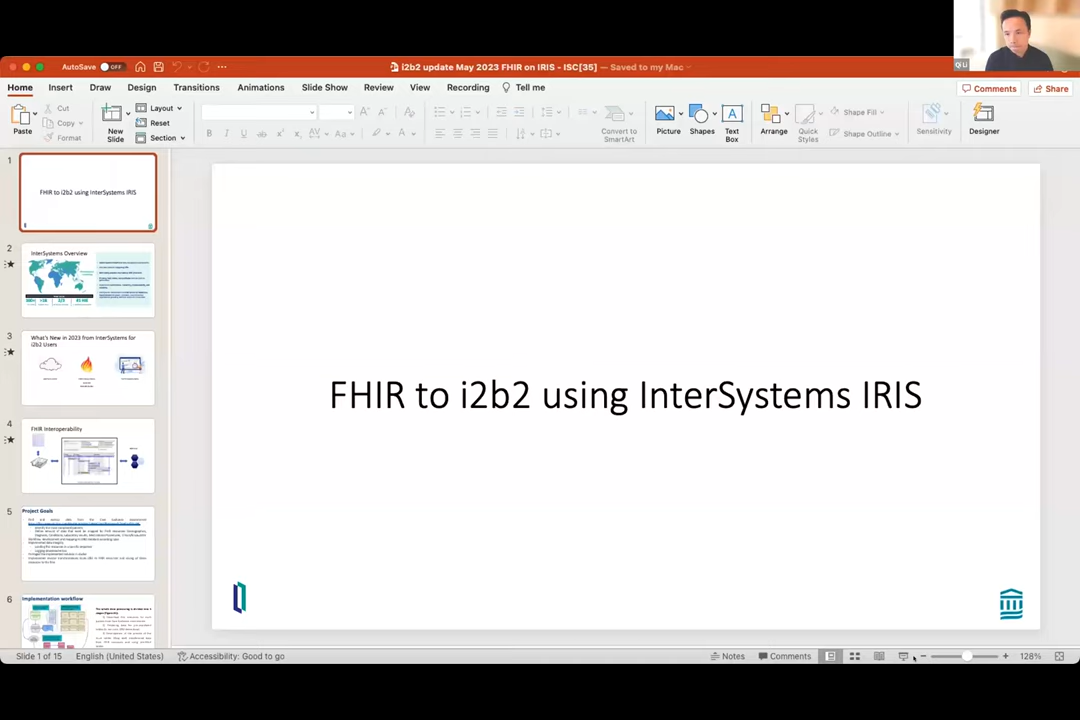 Qi Li
AutoSave OFF
i2b2 update May 2023 FHIR on IRIS - ISC[35] — Saved to my Mac
Home Insert Draw Design Transitions Animations Slide Show Review View Recording Tell me
Comments Share
Paste
Cut
Copy
Format
New Slide
Layout
Reset
Section
Convert to SmartArt
Picture
Shapes
Text Box
Arrange
Quick Styles
Shape Fill
Shape Outline
Sensitivity
Designer
1
FHIR to i2b2 using InterSystems IRIS
2
InterSystems Overview
3
What's New in 2023 from InterSystems for
i2b2 Users
4
FHIR Interoperability
5
Project Goals
6
Implementation workflow
FHIR to i2b2 using InterSystems IRIS
Slide 1 of 15 English (United States) Accessibility: Good to go
Notes Comments 128%